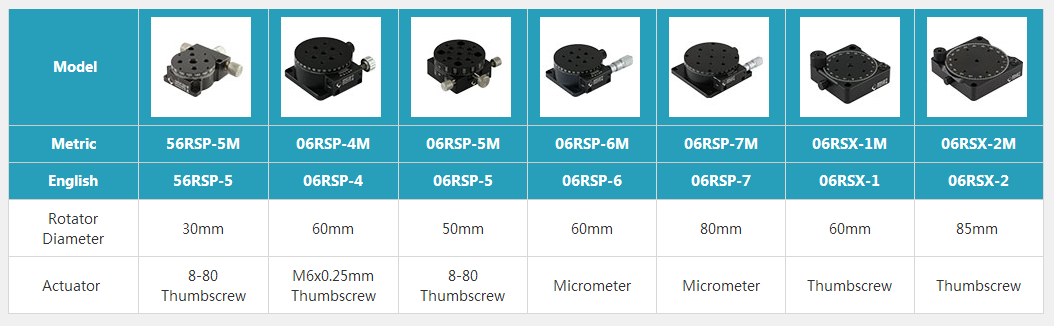 Model
Metric 56RSP-5M 06RSP-4M 06RSP-5M 06RSP-6M 06RSP-7M 06RSX-1M 06RSX-2M
English 56RSP-5 06RSP-4 06RSP-5 06RSP-6 06RSP-7 06RSX-1 06RSX-2
Rotator
Diameter
30mm 60mm 50mm 60mm 80mm 60mm 85mm
Actuator
8-80
Thumbscrew
M6x0.25mm
Thumbscrew
8-80
Thumbscrew
Micrometer Micrometer Thumbscrew Thumbscrew